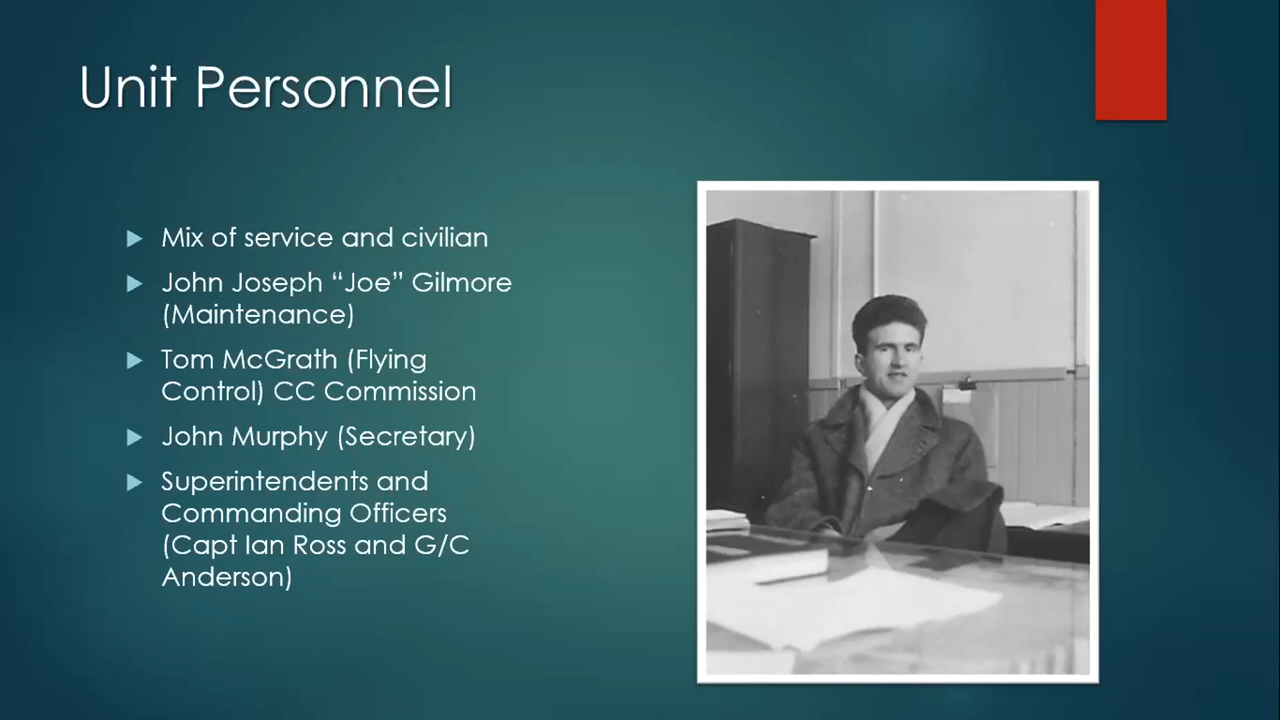 Unit Personnel
Mix of service and civilian
John Joseph “Joe” Gilmore
(Maintenance)
Tom McGrath (Flying
Control) CC Commission
John Murphy (Secretary)
Superintendents and
Commanding Officers
(Capt Ian Ross and G/C
Anderson)